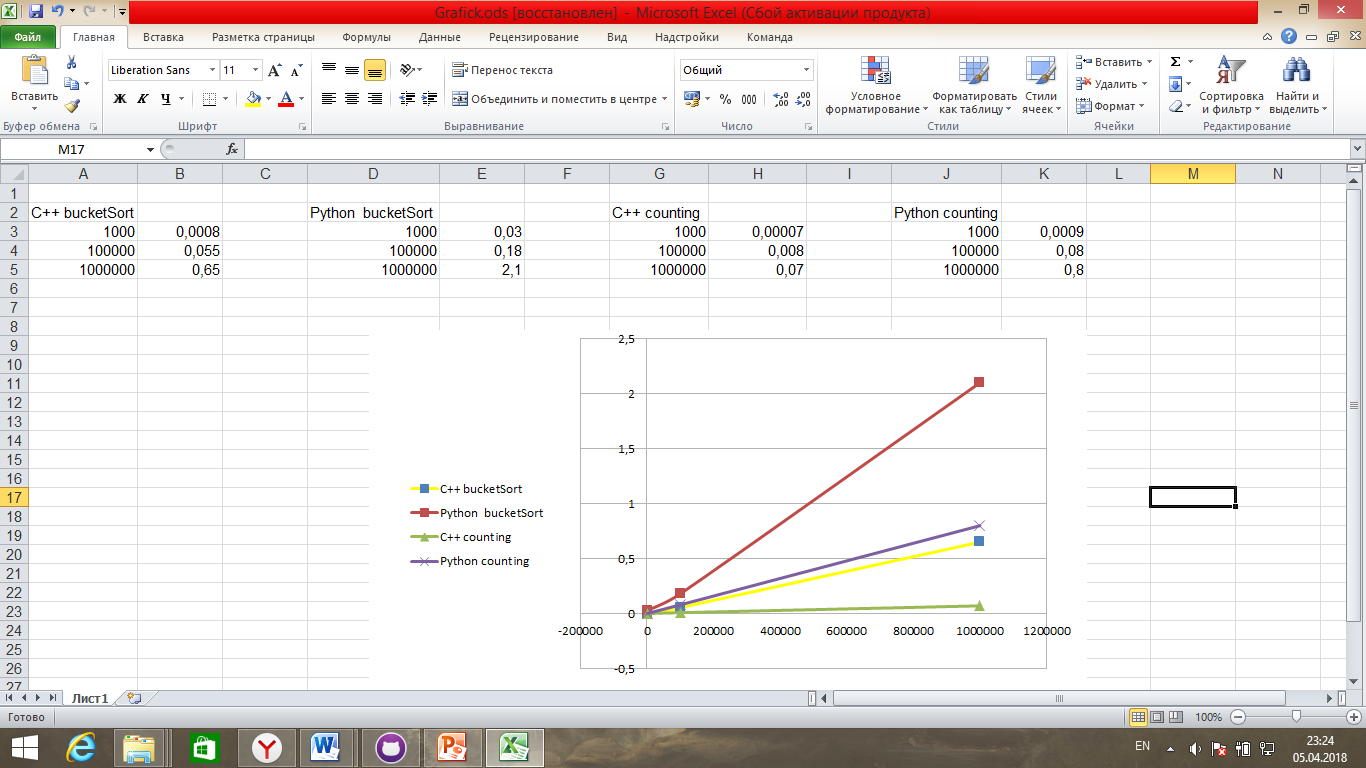 Grafick.ods [восстановлен] - Microsoft Excel (Сбой активации продукта)
Файл Главная Вставка Разметка страницы Формулы Данные Рецензирование Вид Надстройки Команда
Вставить
Буфер обмена
Liberation Sans 11
Ж К Ч
Шрифт
Перенос текста
Объединить и поместить в центре
Выравнивание
Общий
% 000
Число
Условное форматирование
Форматировать как таблицу
Стили ячеек
Стили
Вставить
Удалить
Формат
Ячейки
Сортировка и фильтр
Найти и выделить
Редактирование
M17 fx
A B C D E F G H I J K L M N
1
2 C++ bucketSort Python bucketSort C++ counting Python counting
3 1000 0,0008 1000 0,03 1000 0,00007 1000 0,0009
4 100000 0,055 100000 0,18 100000 0,008 100000 0,08
5 1000000 0,65 1000000 2,1 1000000 0,07 1000000 0,8
6
7
8
9
10
11
12
13
14
15
16
17
18
19
20
21
22
23
24
25
26
27
2,5
2
1,5
1
0,5
0
-0,5
-200000 0 200000 400000 600000 800000 1000000 1200000
C++ bucketSort
Python bucketSort
C++ counting
Python counting
Лист1
Готово 100%
EN 23:24
05.04.2018